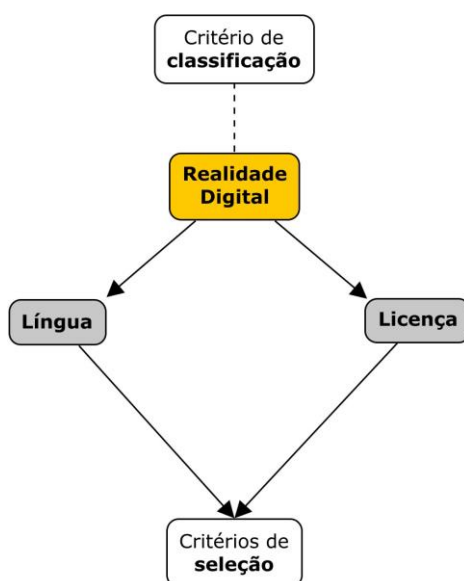 Critério de
classificação
Realidade
Digital
Língua
Licença
Critérios de
seleção